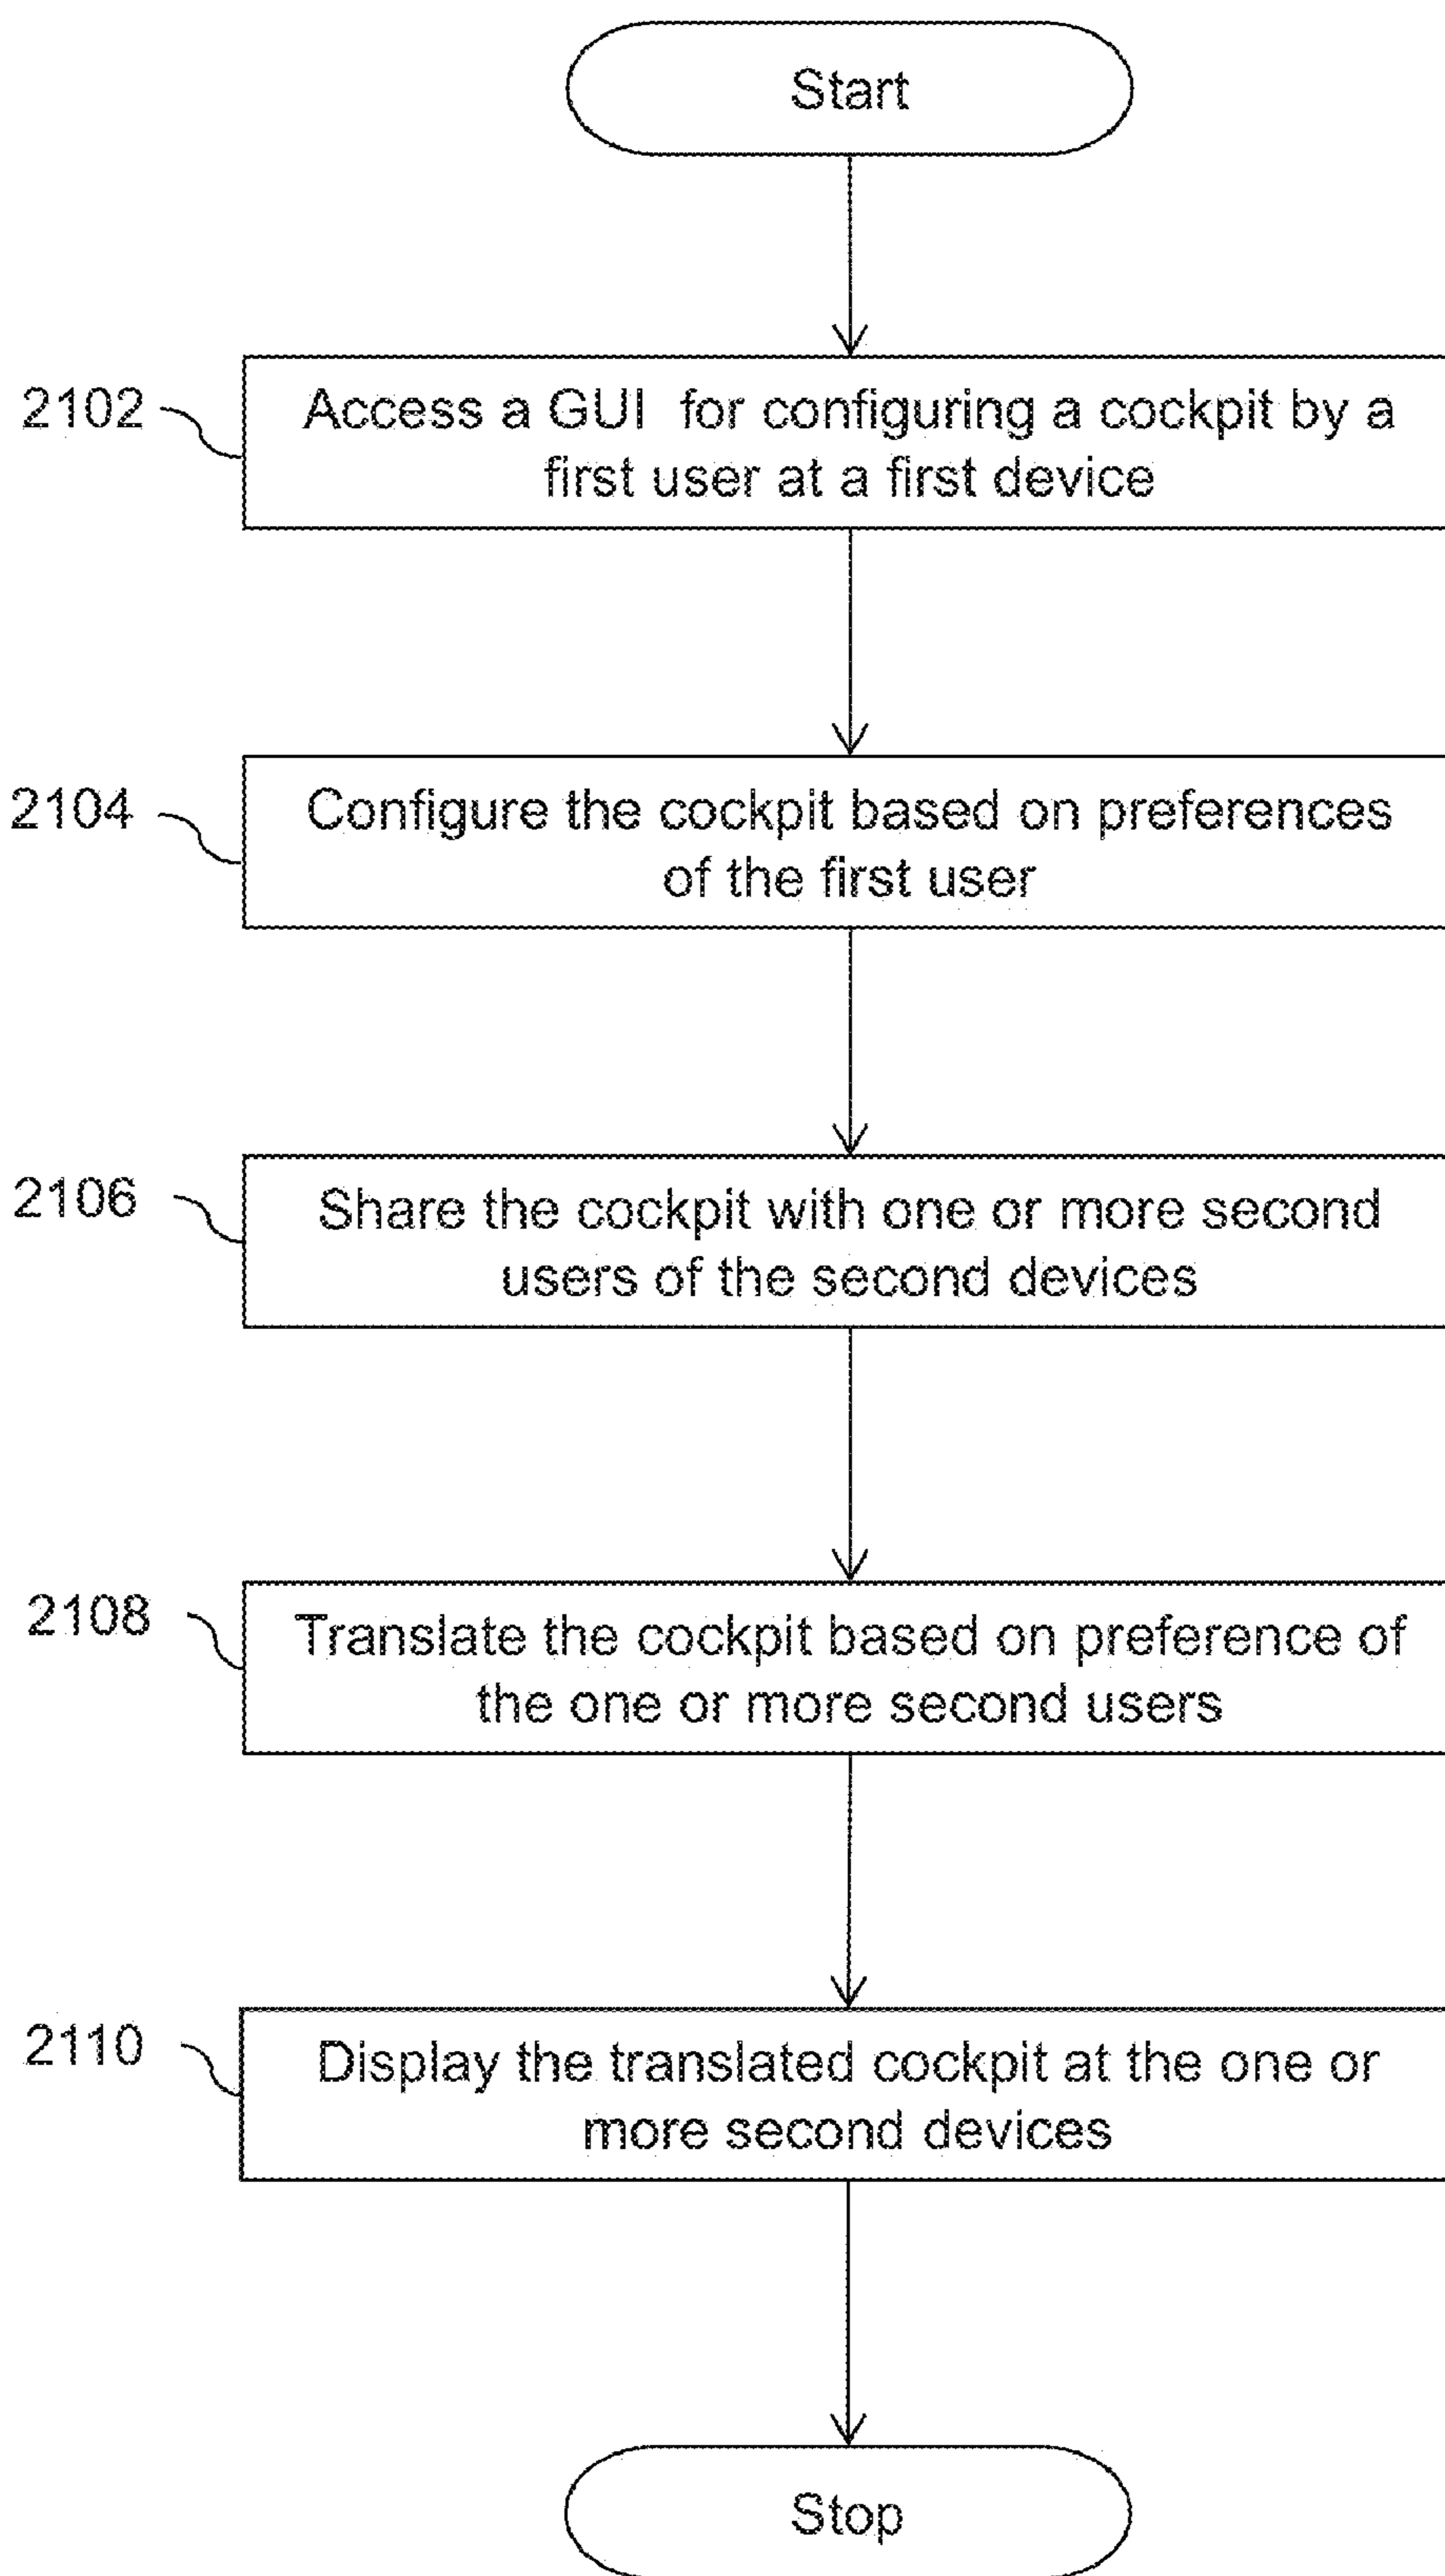 Start
2102
Access a GUI for configuring a cockpit by a
first user at a first device
2104
Configure the cockpit based on preferences
of the first user
2106
Share the cockpit with one or more second
users of the second devices
2108
Translate the cockpit based on preference of
the one or more second users
2110
Display the translated cockpit at the one or
more second devices
Stop